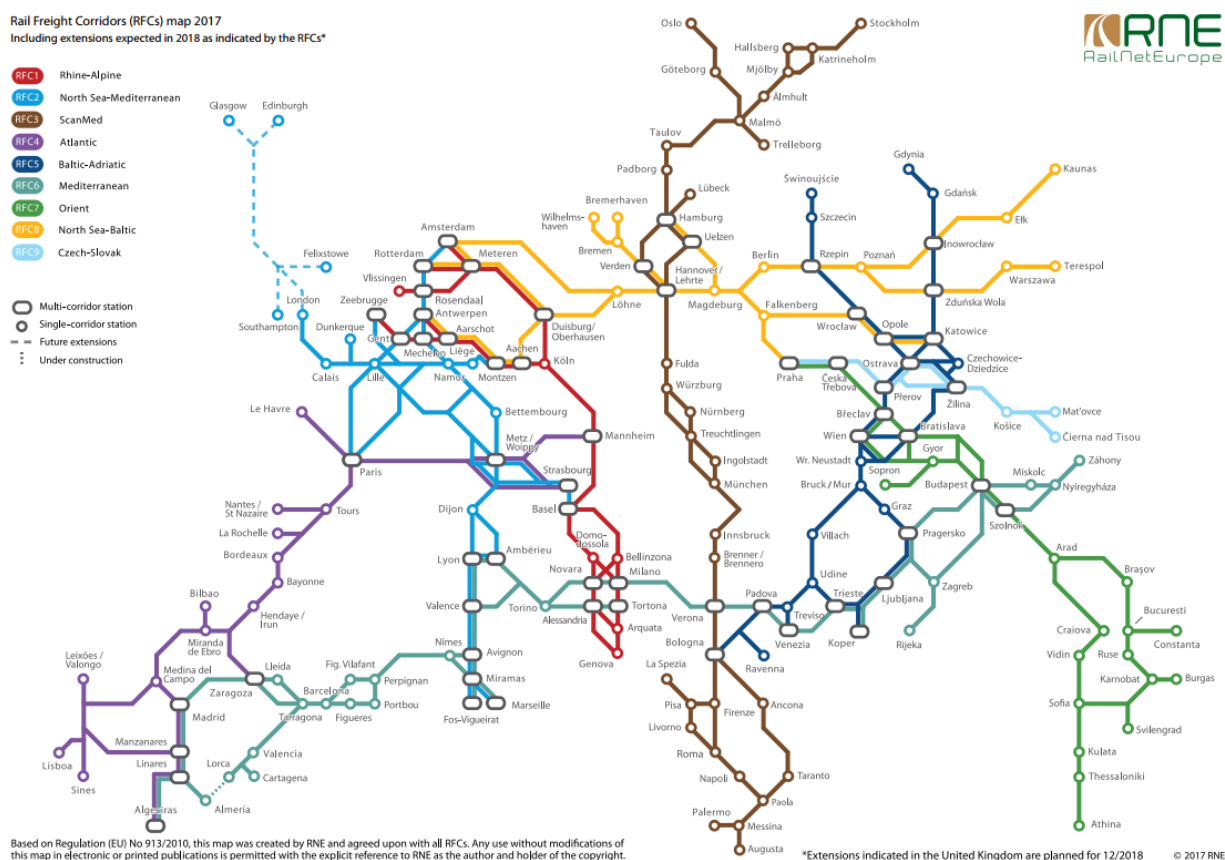 Rail Freight Corridors (RFCs) map 2017
Including extensions expected in 2018 as indicated by the RFCs*
RNE
RailNetEurope
RFC1 Rhine-Alpine
RFC2 North Sea-Mediterranean
RFC3 ScanMed
RFC4 Atlantic
RFC5 Baltic-Adriatic
RFC6 Mediterranean
RFC7 Orient
RFC8 North Sea-Baltic
RFC9 Czech-Slovak
Multi-corridor station
Single-corridor station
Future extensions
Under construction
Oslo
Stockholm
Hallsberg
Katrineholm
Göteborg
Mjölby
Älmhult
Malmö
Taulov
Trelleborg
Padborg
Lübeck
Hamburg
Uelzen
Glasgow
Edinburgh
Felixstowe
London
Southampton
Dunkerque
Calais
Lille
Zeebrugge
Gent
Amsterdam
Rotterdam
Meteren
Vlissingen
Rosendaal
Antwerpen
Aarschot
Mechelen
Liège
Aachen
Montzen
Namur
Duisburg/
Oberhausen
Köln
Wilhelms-
haven
Bremerhaven
Bremen
Verden
Hannover/
Lehrte
Löhne
Magdeburg
Berlin
Falkenberg
Świnoujście
Szczecin
Rzepin
Poznań
Gdynia
Gdańsk
Inowrocław
Kaunas
Ełk
Terespol
Warszawa
Zduńska Wola
Wrocław
Opole
Katowice
Czechowice-
Dziedzice
Praha
Česká
Třebova
Ostrava
Přerov
Žilina
Břeclav
Košice
Mat'ovce
Čierna nad Tisou
Wien
Bratislava
Wr. Neustadt
Sopron
Gyor
Bruck / Mur
Graz
Budapest
Miskolc
Záhony
Nyíregyháza
Szolnok
Fulda
Würzburg
Nürnberg
Treuchtlingen
Ingolstadt
München
Innsbruck
Brenner /
Brennero
Bettembourg
Metz /
Woippy
Mannheim
Strasbourg
Basel
Le Havre
Paris
Nantes /
St Nazaire
Tours
La Rochelle
Bordeaux
Bayonne
Hendaye /
Irun
Bilbao
Miranda
de Ebro
Leixões /
Valongo
Medina del
Campo
Zaragoza
Lleida
Madrid
Manzanares
Linares
Lisboa
Sines
Algeciras
Almería
Lorca
Cartagena
Valencia
Tarragona
Barcelona
Fig. Vilafant
Figueres
Perpignan
Portbou
Nîmes
Avignon
Miramas
Marseille
Fos-Vigueirat
Dijon
Lyon
Ambérieu
Valence
Torino
Domo-
dossola
Bellinzona
Novara
Milano
Alessandria
Tortona
Arquata
Genova
Verona
Padova
Treviso
Venezia
Bologna
Ravenna
Villach
Udine
Trieste
Koper
Ljubljana
Pragersko
Zagreb
Rijeka
La Spezia
Pisa
Livorno
Firenze
Ancona
Roma
Napoli
Taranto
Paola
Palermo
Messina
Augusta
Arad
Brașov
Bucuresti
Craiova
Constanta
Vidin
Ruse
Karnobat
Burgas
Sofia
Svilengrad
Kulata
Thessaloniki
Athina
Based on Regulation (EU) No 913/2010, this map was created by RNE and agreed upon with all RFCs. Any use without modifications of
this map in electronic or printed publications is permitted with the explicit reference to RNE as the author and holder of the copyright.
*Extensions indicated in the United Kingdom are planned for 12/2018
© 2017 RNE